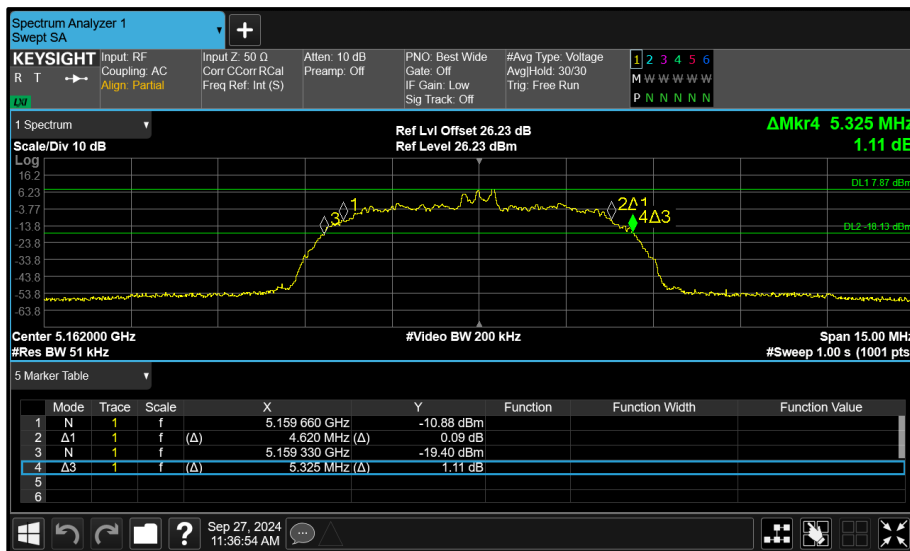 Spectrum Analyzer 1
Swept SA
KEYSIGHT
R T
LXI
Input: RF
Coupling: AC
Align: Partial
Input Z: 50 Ω
Corr CCorr RCal
Freq Ref: Int (S)
Atten: 10 dB
Preamp: Off
PNO: Best Wide
Gate: Off
IF Gain: Low
Sig Track: Off
#Avg Type: Voltage
Avg|Hold: 30/30
Trig: Free Run
1 2 3 4 5 6
M W W W W W
P N N N N N
1 Spectrum
Scale/Div 10 dB
Ref Lvl Offset 26.23 dB
Ref Level 26.23 dBm
ΔMkr4 5.325 MHz
1.11 dB
Log
16.2
6.23
-3.77
-13.8
-23.8
-33.8
-43.8
-53.8
-63.8
DL1 7.87 dBm
DL2 -18.13 dBm
3
1
2Δ1
4Δ3
Center 5.162000 GHz
#Video BW 200 kHz
Span 15.00 MHz
#Res BW 51 kHz
#Sweep 1.00 s (1001 pts
5 Marker Table
Mode Trace Scale X Y Function Function Width Function Value
1 N 1 f 5.159 660 GHz -10.88 dBm
2 Δ1 1 f (Δ) 4.620 MHz (Δ) 0.09 dB
3 N 1 f 5.159 330 GHz -19.40 dBm
4 Δ3 1 f (Δ) 5.325 MHz (Δ) 1.11 dB
5
6
?
Sep 27, 2024
11:36:54 AM